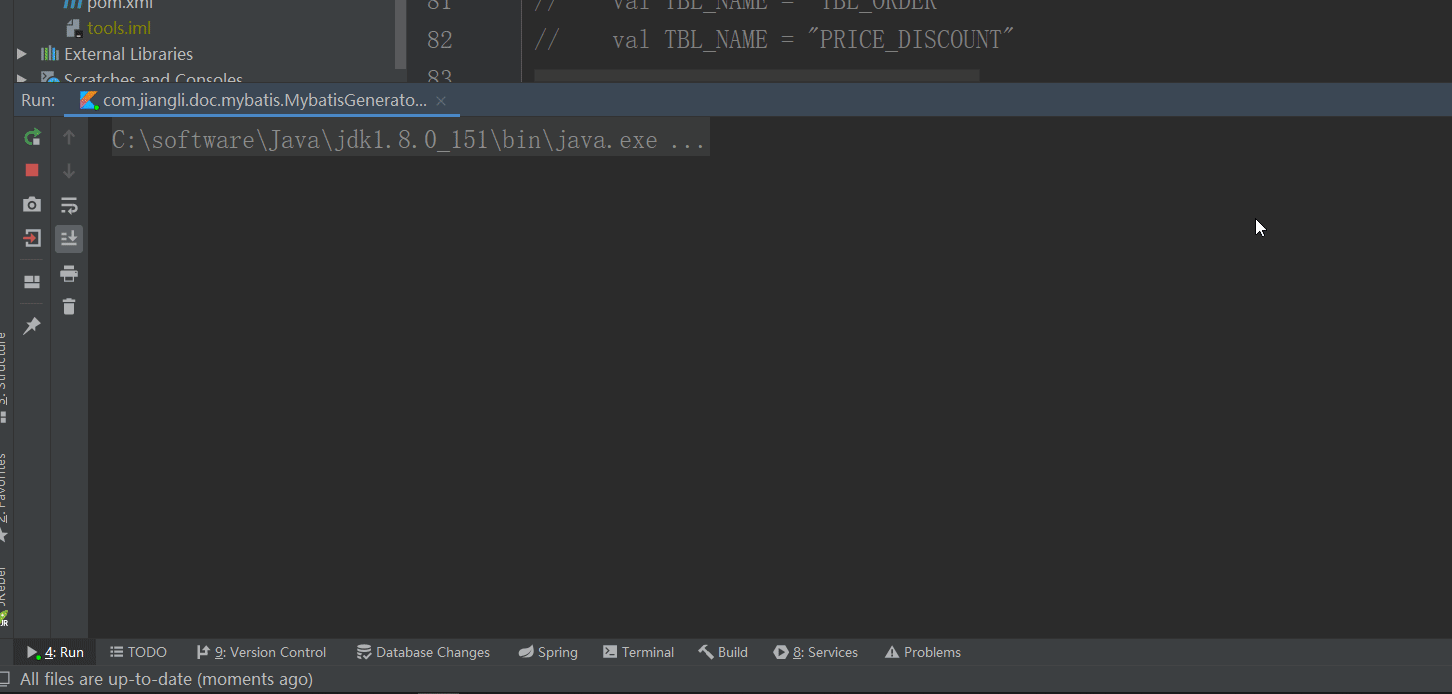 pom.xml
81 // val TBL_NAME = "TBL_ORDER"
tools.iml
82 // val TBL_NAME = "PRICE_DISCOUNT"
External Libraries
Scratches and Consoles
83
Run: com.jiangli.doc.mybatis.MybatisGenerato...
C:\software\Java\jdk1.8.0_151\bin\java.exe ...
Structure
2: Favorites
JRebel
JR
4: Run TODO 9: Version Control Database Changes Spring Terminal Build 8: Services Problems
All files are up-to-date (moments ago)